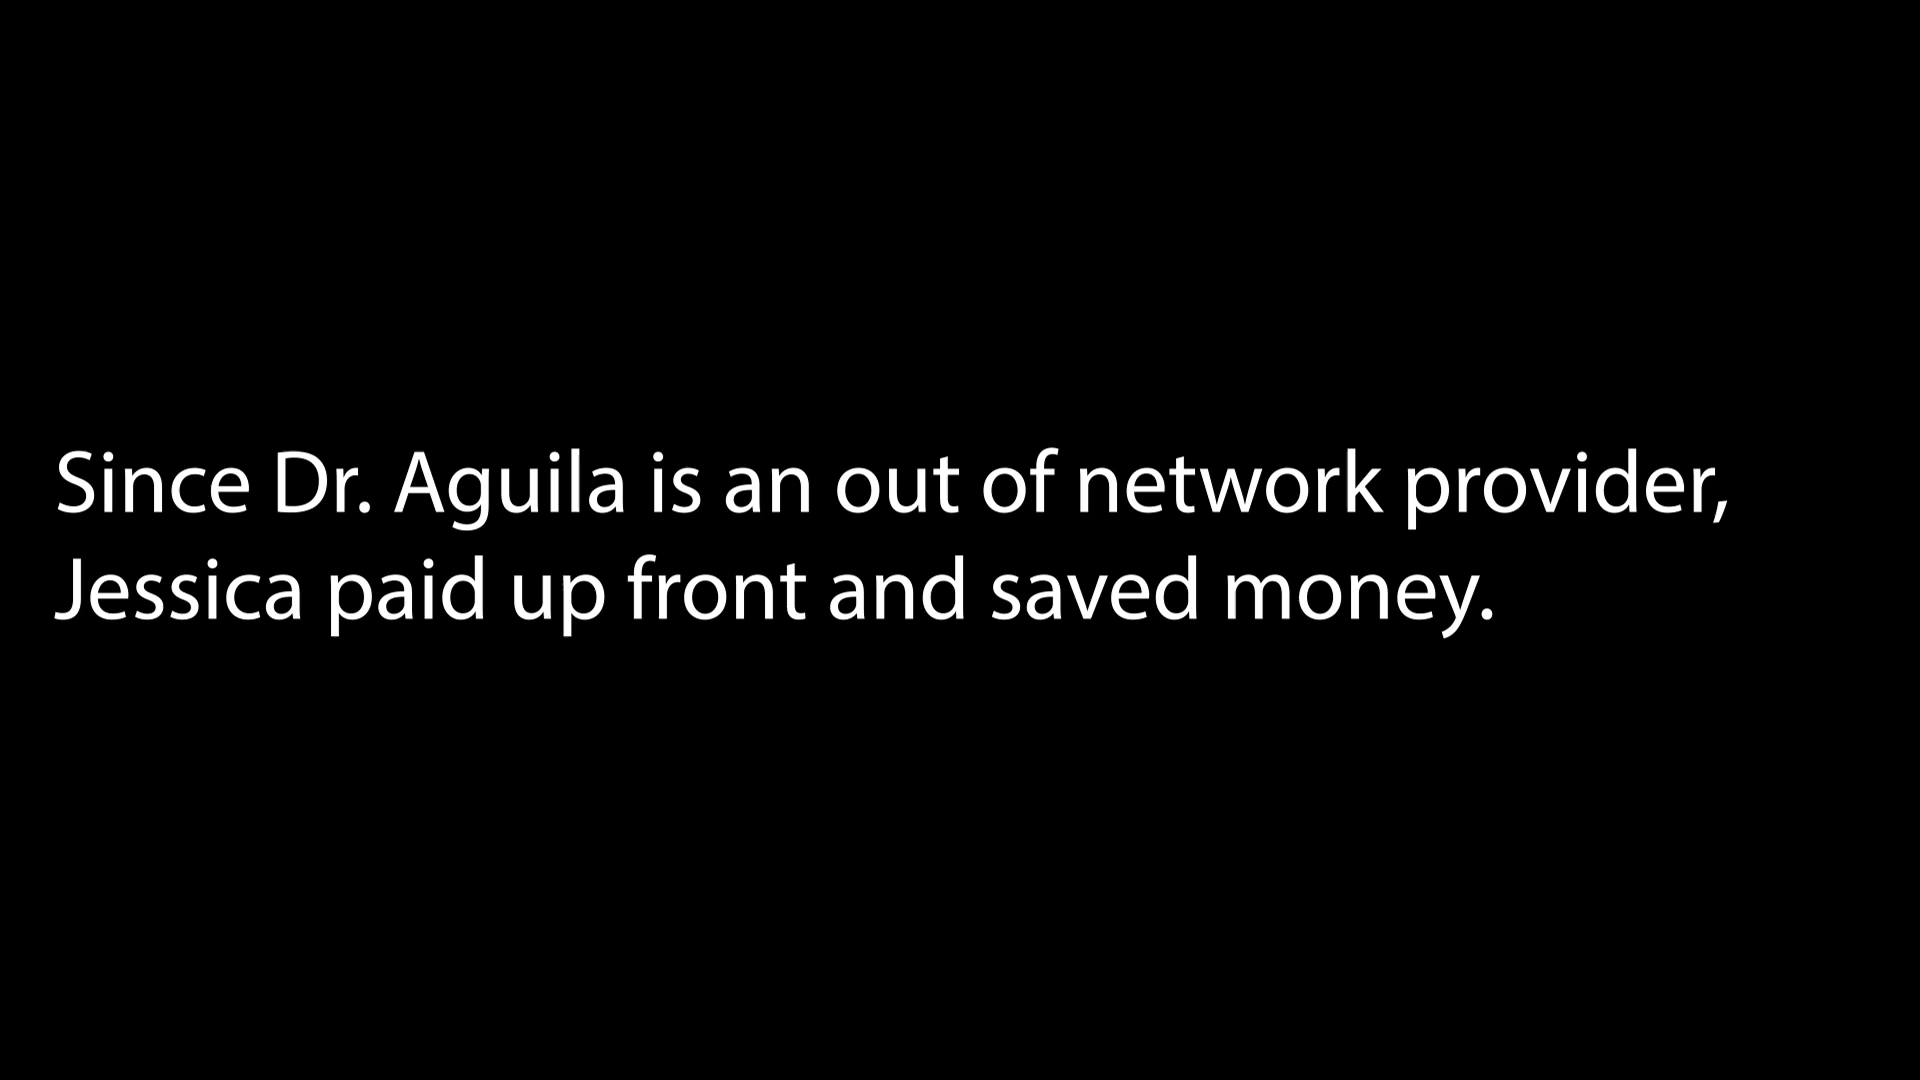 Since Dr. Aguila is an out of network provider,
Jessica paid up front and saved money.